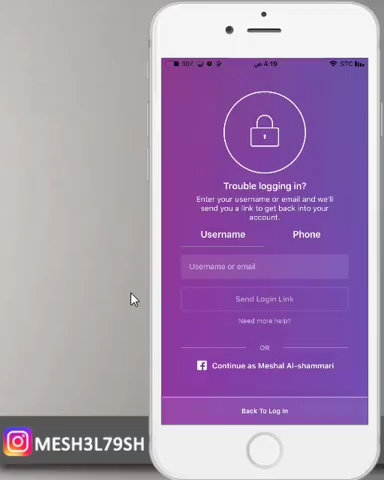 4:19 ص
STC
Trouble logging in?
Enter your username or email and we'll
send you a link to get back into your
account.
Username
Phone
Username or email
Send Login Link
Need more help?
OR
Continue as Meshal Al-shammari
Back To Log In
MESH3L79SH